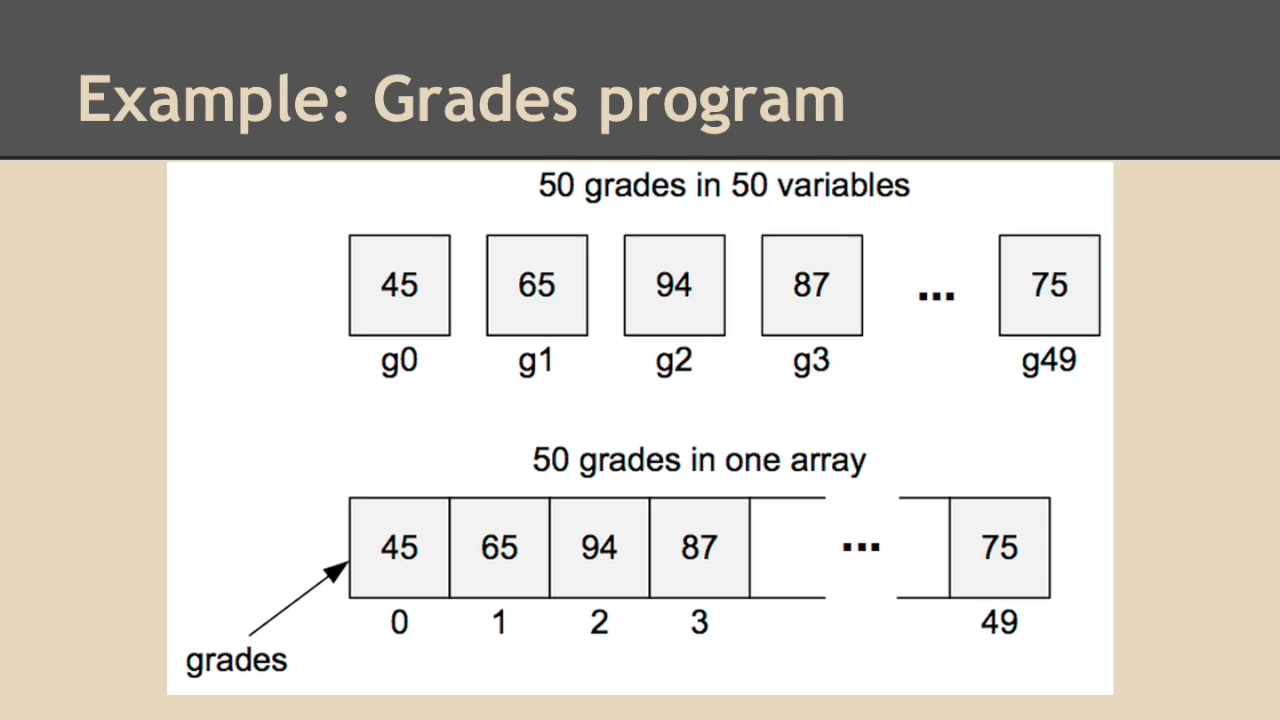 Example: Grades program
50 grades in 50 variables
45 65 94 87 ... 75
g0 g1 g2 g3 g49
50 grades in one array
45 65 94 87 ... 75
0 1 2 3 49
grades